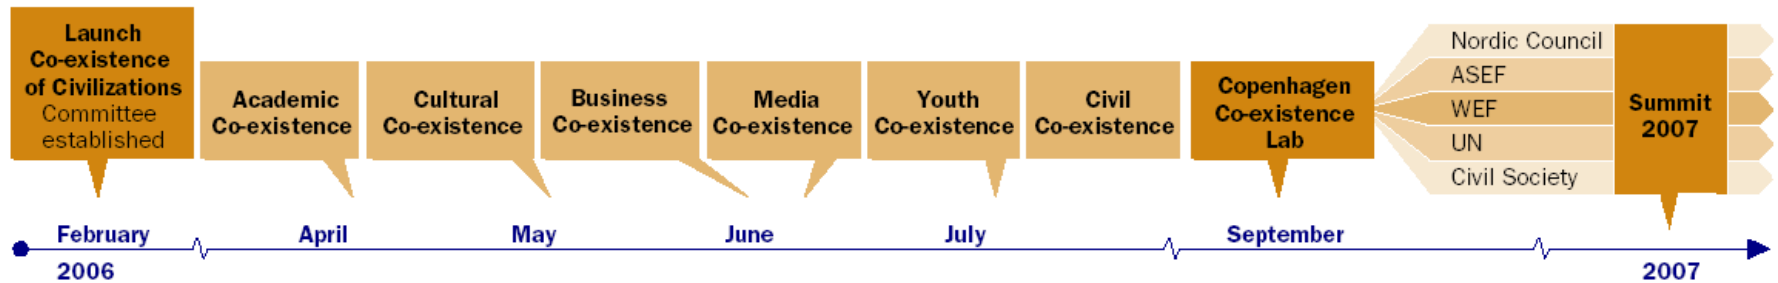 Launch
Co-existence
of Civilizations
Committee
established
Academic
Co-existence
Cultural
Co-existence
Business
Co-existence
Media
Co-existence
Youth
Co-existence
Civil
Co-existence
Copenhagen
Co-existence
Lab
Nordic Council
ASEF
WEF
UN
Civil Society
Summit
2007
February
April
May
June
July
September
2006
2007